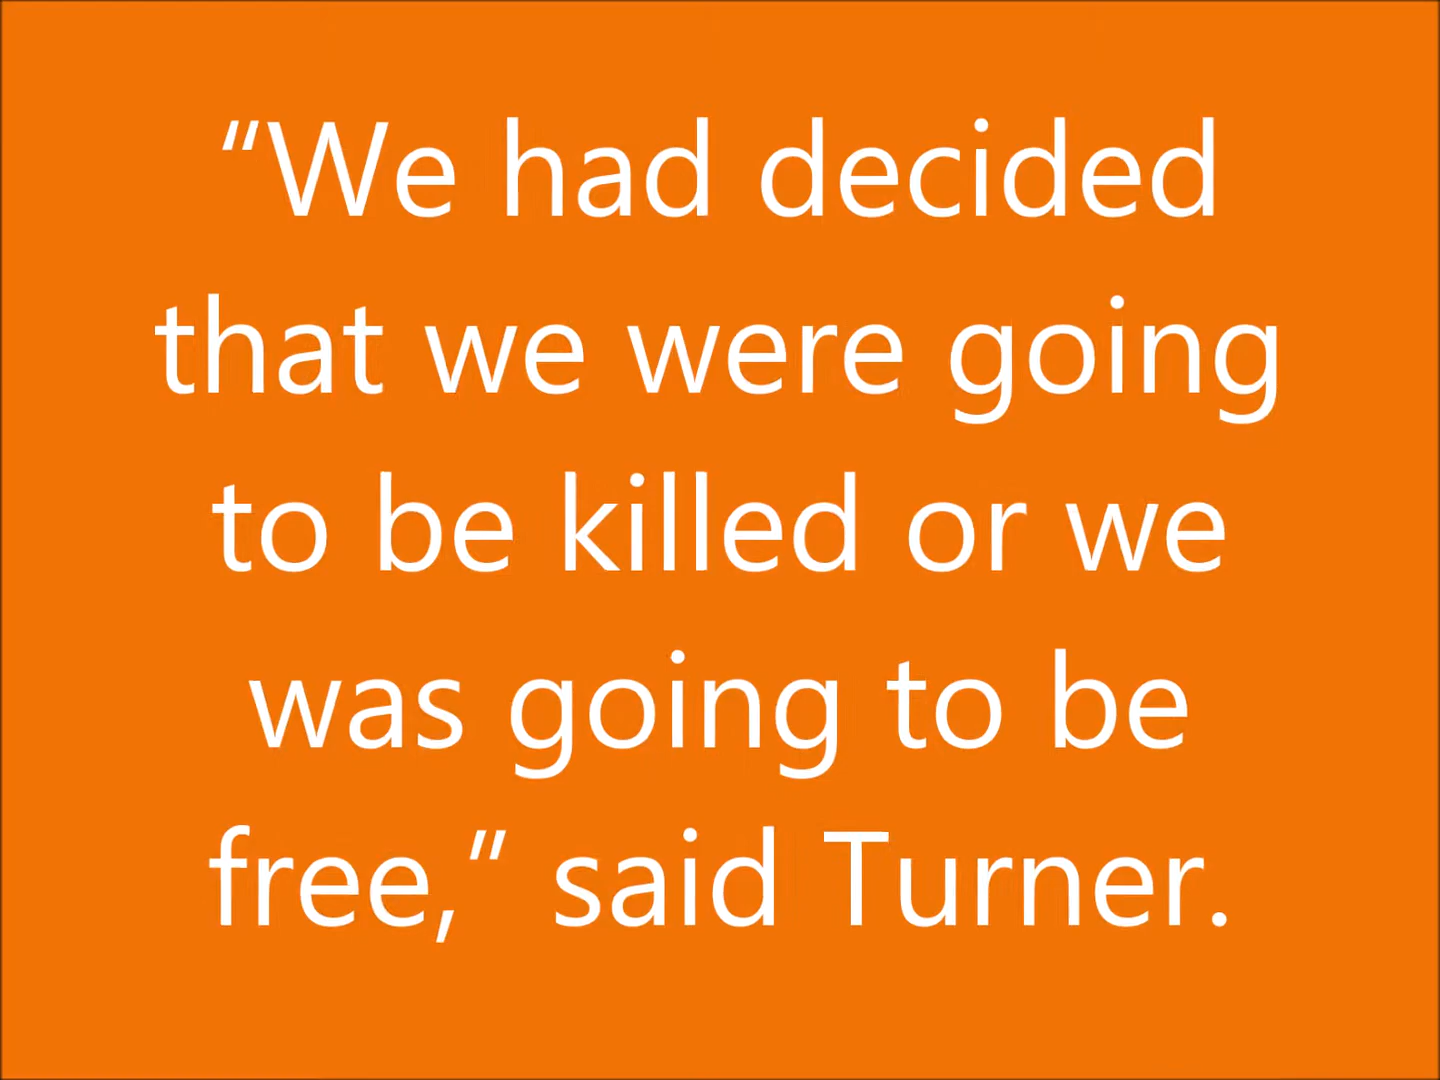 “We had decided
that we were going
to be killed or we
was going to be
free,” said Turner.